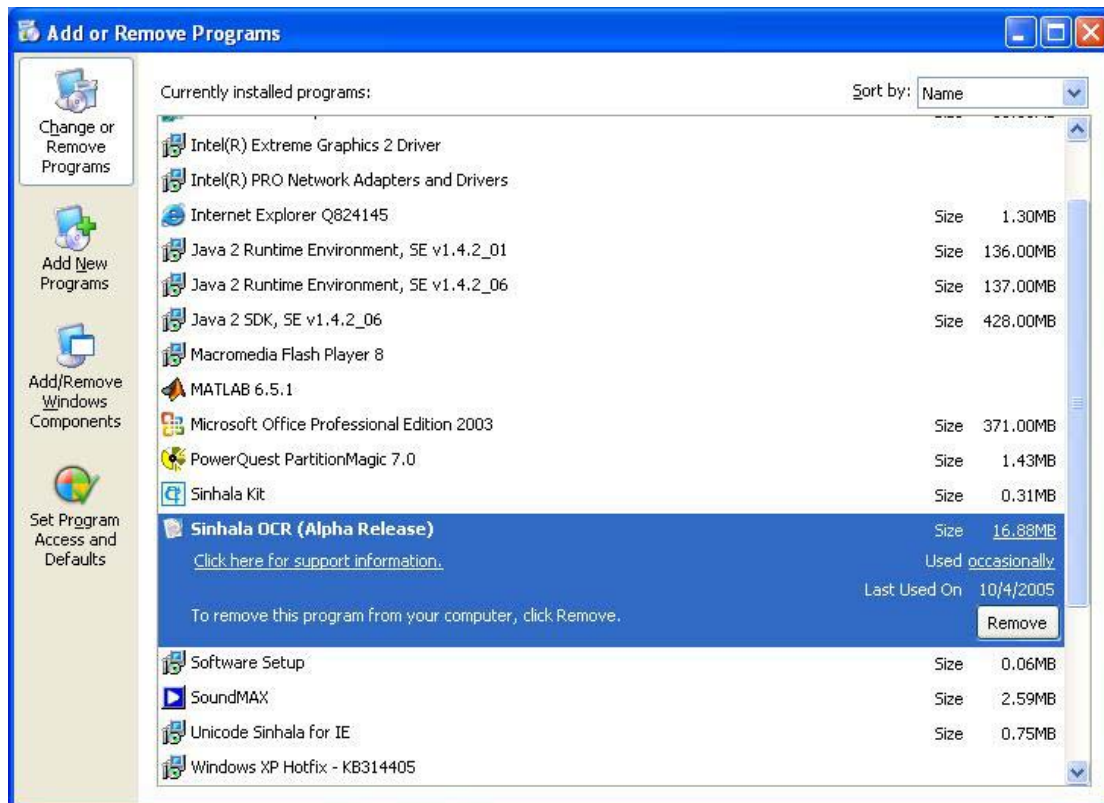 Add or Remove Programs
Change or
Remove
Programs
Add New
Programs
Add/Remove
Windows
Components
Set Program
Access and
Defaults
Currently installed programs:
Sort by: Name
Intel(R) Extreme Graphics 2 Driver
Intel(R) PRO Network Adapters and Drivers
Internet Explorer Q824145 Size 1.30MB
Java 2 Runtime Environment, SE v1.4.2_01 Size 136.00MB
Java 2 Runtime Environment, SE v1.4.2_06 Size 137.00MB
Java 2 SDK, SE v1.4.2_06 Size 428.00MB
Macromedia Flash Player 8
MATLAB 6.5.1
Microsoft Office Professional Edition 2003 Size 371.00MB
PowerQuest PartitionMagic 7.0 Size 1.43MB
Sinhala Kit Size 0.31MB
Sinhala OCR (Alpha Release) Size 16.88MB
Click here for support information. Used occasionally
Last Used On 10/4/2005
To remove this program from your computer, click Remove. Remove
Software Setup Size 0.06MB
SoundMAX Size 2.59MB
Unicode Sinhala for IE Size 0.75MB
Windows XP Hotfix - KB314405